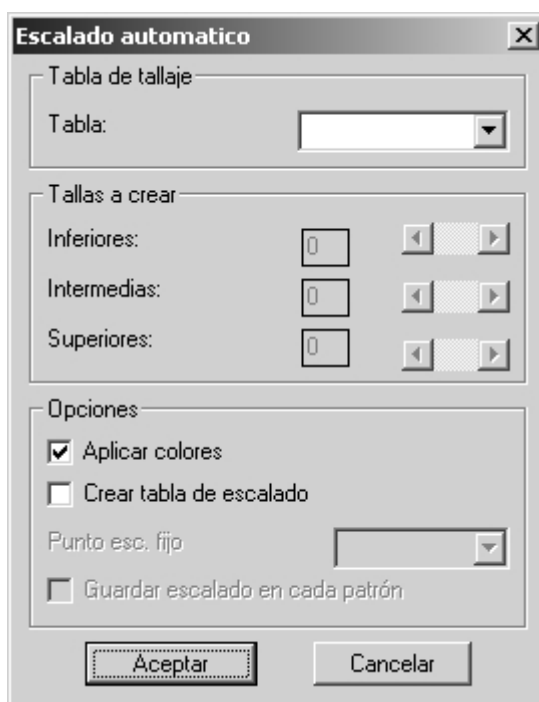 Escalado automatico
Tabla de tallaje
Tabla:
Tallas a crear
Inferiores: 0
Intermedias: 0
Superiores: 0
Opciones
Aplicar colores
Crear tabla de escalado
Punto esc. fijo
Guardar escalado en cada patrón
Aceptar Cancelar